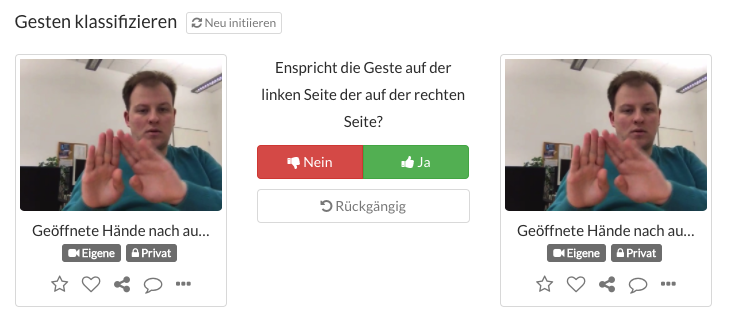 Gesten klassifizieren Neu initiieren
Enspricht die Geste auf der
linken Seite der auf der rechten
Seite?
Nein Ja
Rückgängig
Geöffnete Hände nach au...
Eigene Privat
Geöffnete Hände nach au...
Eigene Privat